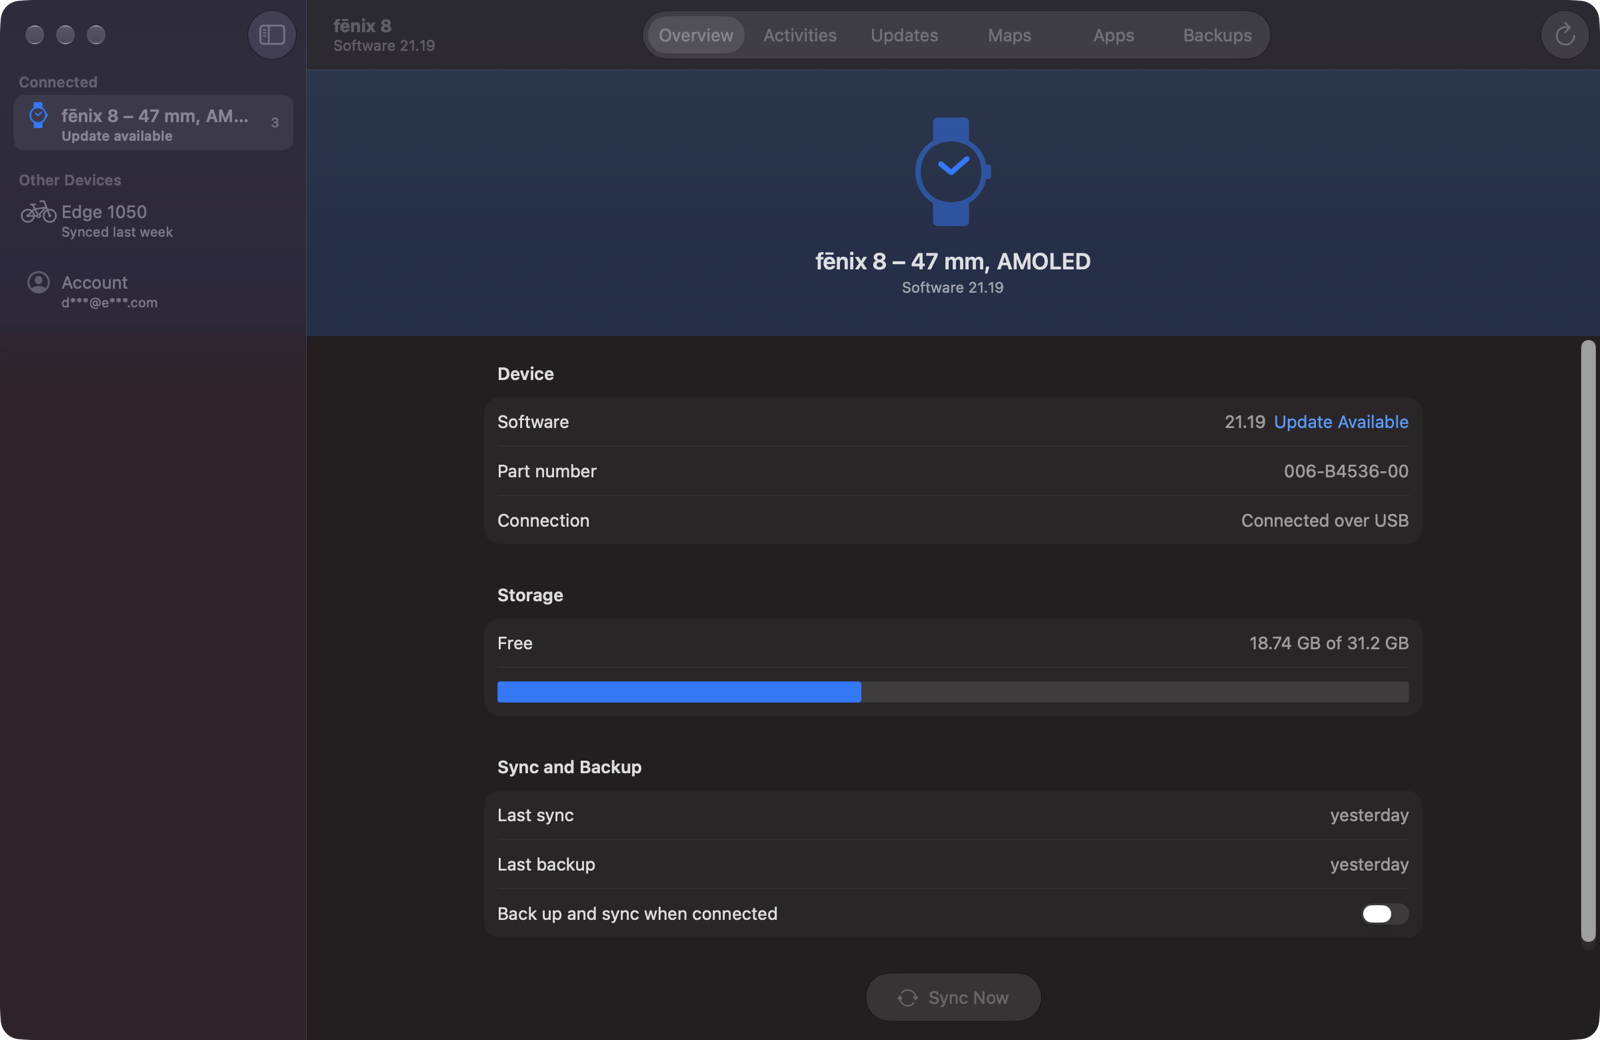 Connected
fēnix 8 – 47 mm, AM...
Update available
3
Other Devices
Edge 1050
Synced last week
Account
d***@e***.com
fēnix 8
Software 21.19
Overview
Activities
Updates
Maps
Apps
Backups
fēnix 8 – 47 mm, AMOLED
Software 21.19
Device
Software 21.19 Update Available
Part number 006-B4536-00
Connection Connected over USB
Storage
Free 18.74 GB of 31.2 GB
Sync and Backup
Last sync yesterday
Last backup yesterday
Back up and sync when connected
Sync Now